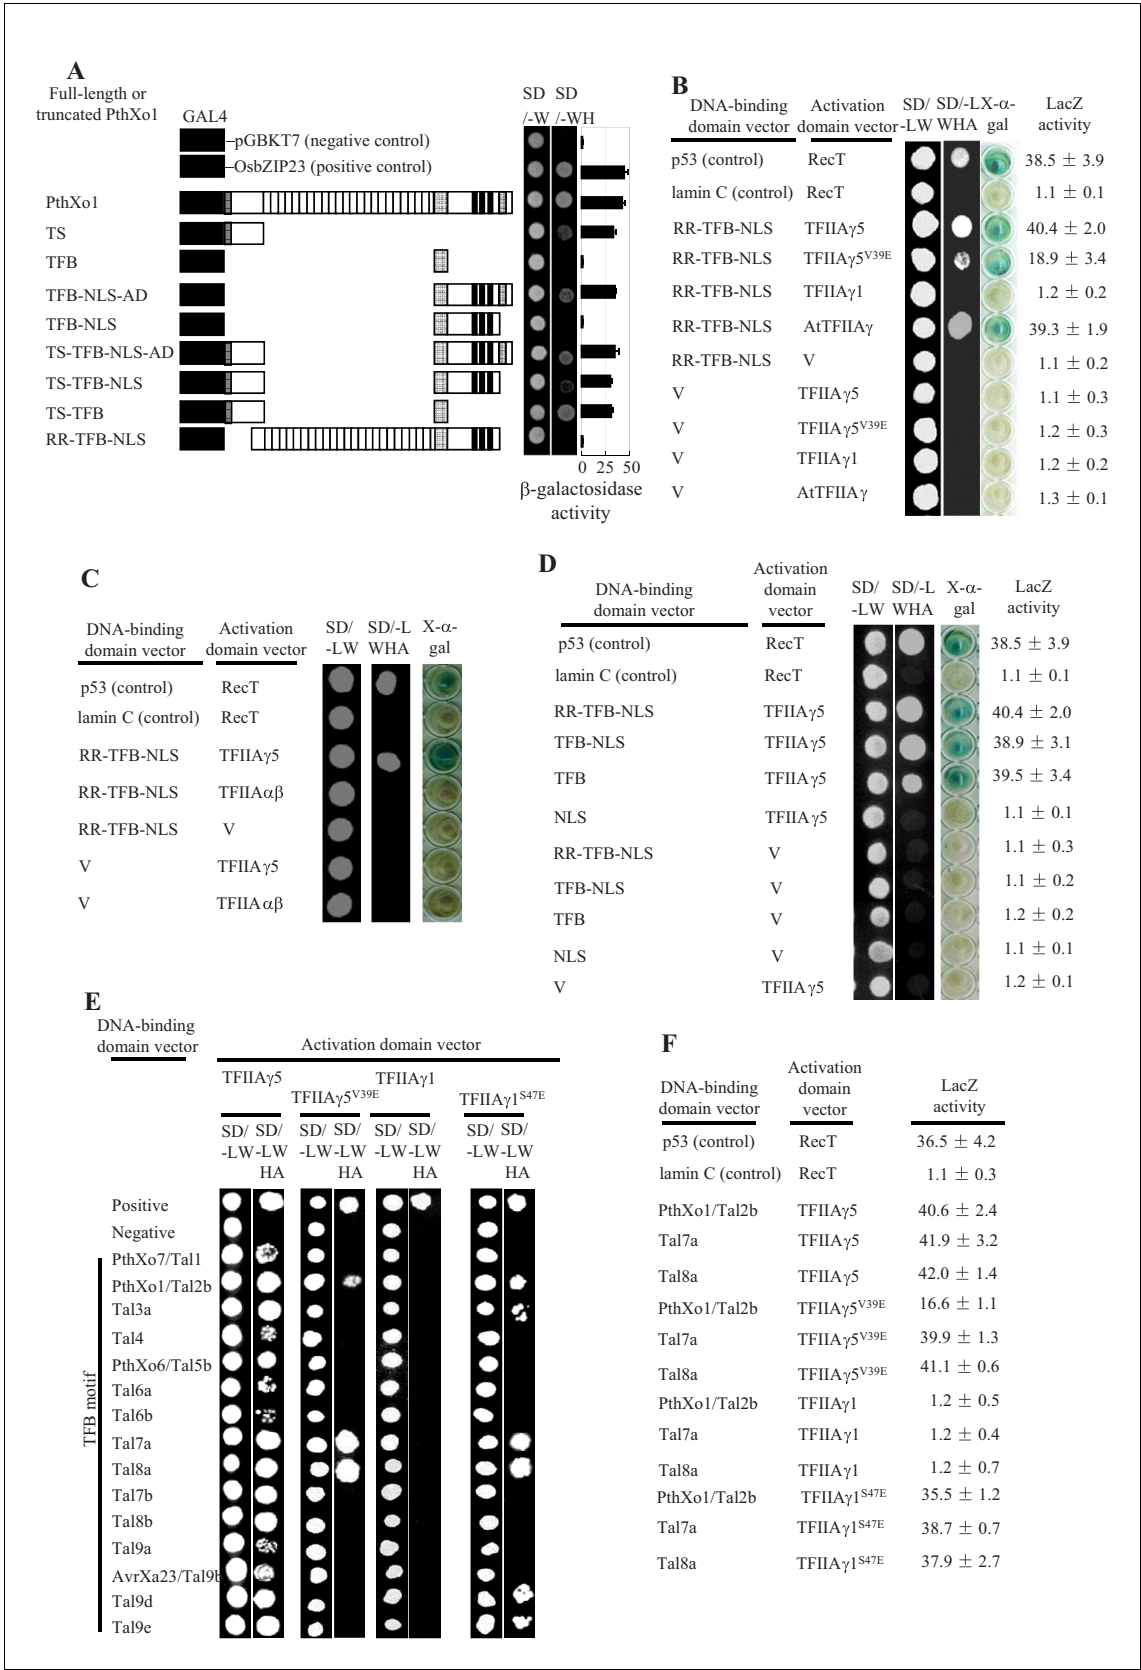 A
Full-length or
truncated PthXo1
GAL4
SD SD
/-W /-WH
pGBKT7 (negative control)
OsbZIP23 (positive control)
PthXo1
TS
TFB
TFB-NLS-AD
TFB-NLS
TS-TFB-NLS-AD
TS-TFB-NLS
TS-TFB
RR-TFB-NLS
0 25 50
β-galactosidase
activity
B
DNA-binding
domain vector
Activation
domain vector
SD/
-LW
SD/-L
WHA
X-α-
gal
LacZ
activity
p53 (control) RecT 38.5 ± 3.9
lamin C (control) RecT 1.1 ± 0.1
RR-TFB-NLS TFIIAγ5 40.4 ± 2.0
RR-TFB-NLS TFIIAγ5V39E 18.9 ± 3.4
RR-TFB-NLS TFIIAγ1 1.2 ± 0.2
RR-TFB-NLS AtTFIIAγ 39.3 ± 1.9
RR-TFB-NLS V 1.1 ± 0.2
V TFIIAγ5 1.1 ± 0.3
V TFIIAγ5V39E 1.2 ± 0.3
V TFIIAγ1 1.2 ± 0.2
V AtTFIIAγ 1.3 ± 0.1
C
DNA-binding
domain vector
Activation
domain vector
SD/
-LW
SD/-L
WHA
X-α-
gal
p53 (control) RecT
lamin C (control) RecT
RR-TFB-NLS TFIIAγ5
RR-TFB-NLS TFIIAαβ
RR-TFB-NLS V
V TFIIAγ5
V TFIIAαβ
D
DNA-binding
domain vector
Activation
domain
vector
SD/
-LW
SD/-L
WHA
X-α-
gal
LacZ
activity
p53 (control) RecT 38.5 ± 3.9
lamin C (control) RecT 1.1 ± 0.1
RR-TFB-NLS TFIIAγ5 40.4 ± 2.0
TFB-NLS TFIIAγ5 38.9 ± 3.1
TFB TFIIAγ5 39.5 ± 3.4
NLS TFIIAγ5 1.1 ± 0.1
RR-TFB-NLS V 1.1 ± 0.3
TFB-NLS V 1.1 ± 0.2
TFB V 1.2 ± 0.2
NLS V 1.1 ± 0.1
V TFIIAγ5 1.2 ± 0.1
E
DNA-binding
domain vector
Activation domain vector
TFIIAγ5 TFIIAγ5V39E TFIIAγ1 TFIIAγ1S47E
SD/ SD/ SD/ SD/ SD/ SD/ SD/ SD/
-LW -LW -LW -LW -LW -LW -LW -LW
HA HA HA HA
Positive
Negative
TFB motif
PthXo7/Tal1
PthXo1/Tal2b
Tal3a
Tal4
PthXo6/Tal5b
Tal6a
Tal6b
Tal7a
Tal8a
Tal7b
Tal8b
Tal9a
AvrXa23/Tal9b
Tal9d
Tal9e
F
DNA-binding
domain vector
Activation
domain
vector
LacZ
activity
p53 (control) RecT 36.5 ± 4.2
lamin C (control) RecT 1.1 ± 0.3
PthXo1/Tal2b TFIIAγ5 40.6 ± 2.4
Tal7a TFIIAγ5 41.9 ± 3.2
Tal8a TFIIAγ5 42.0 ± 1.4
PthXo1/Tal2b TFIIAγ5V39E 16.6 ± 1.1
Tal7a TFIIAγ5V39E 39.9 ± 1.3
Tal8a TFIIAγ5V39E 41.1 ± 0.6
PthXo1/Tal2b TFIIAγ1 1.2 ± 0.5
Tal7a TFIIAγ1 1.2 ± 0.4
Tal8a TFIIAγ1 1.2 ± 0.7
PthXo1/Tal2b TFIIAγ1S47E 35.5 ± 1.2
Tal7a TFIIAγ1S47E 38.7 ± 0.7
Tal8a TFIIAγ1S47E 37.9 ± 2.7